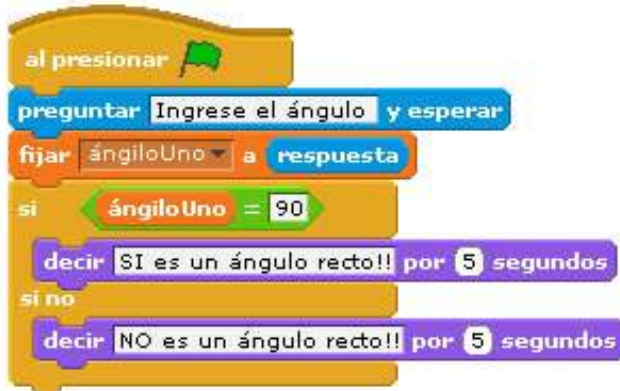 al presionar
preguntar Ingrese el ángulo y esperar
fijar ángiloUno a respuesta
si ángiloUno = 90
decir SI es un ángulo recto!! por 5 segundos
si no
decir NO es un ángulo recto!! por 5 segundos